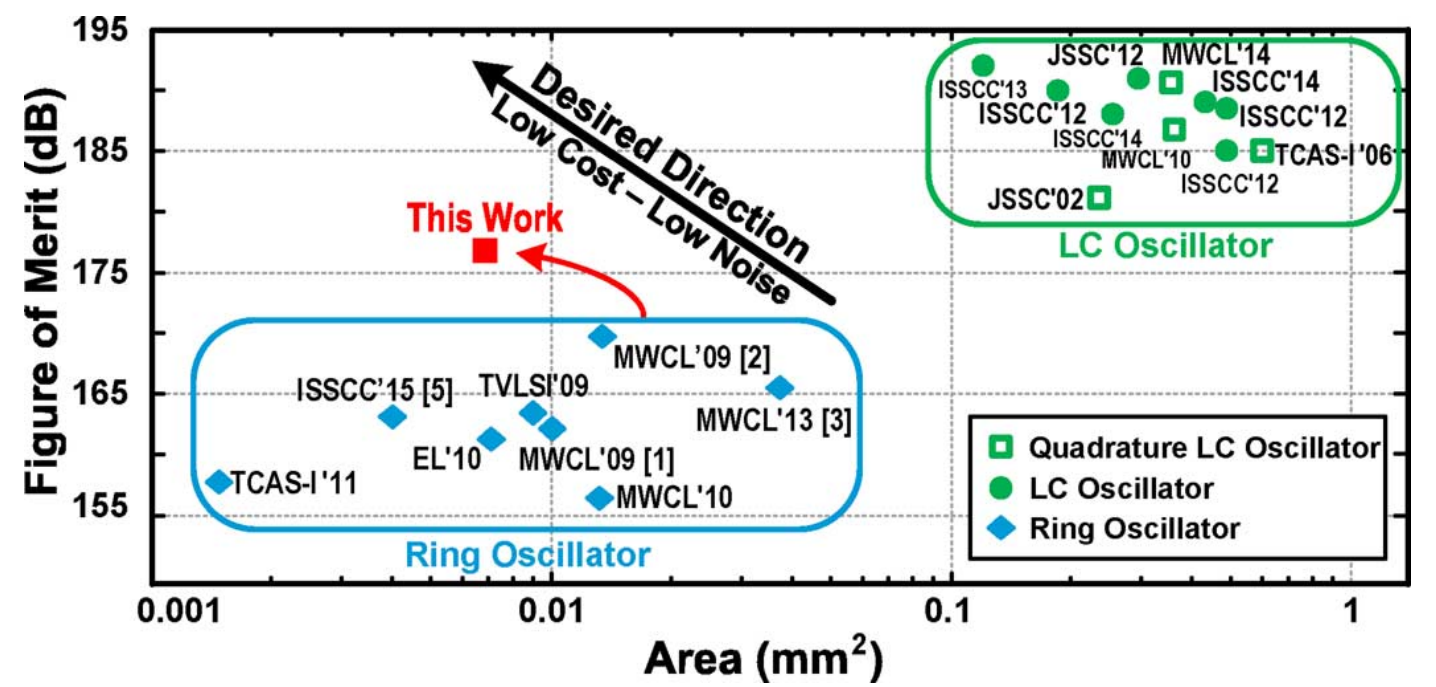 195
185
175
165
155
Figure of Merit (dB)
0.001
0.01
0.1
1
Area (mm²)
Desired Direction
Low Cost – Low Noise
This Work
JSSC'12
MWCL'14
ISSCC'13
ISSCC'14
ISSCC'12
ISSCC'12
ISSCC'14
MWCL'10
TCAS-I'06
ISSCC'12
JSSC'02
LC Oscillator
MWCL’09 [2]
ISSCC’15 [5]
TVLSI'09
MWCL'13 [3]
EL'10
MWCL'09 [1]
TCAS-I'11
MWCL'10
Ring Oscillator
Quadrature LC Oscillator
LC Oscillator
Ring Oscillator